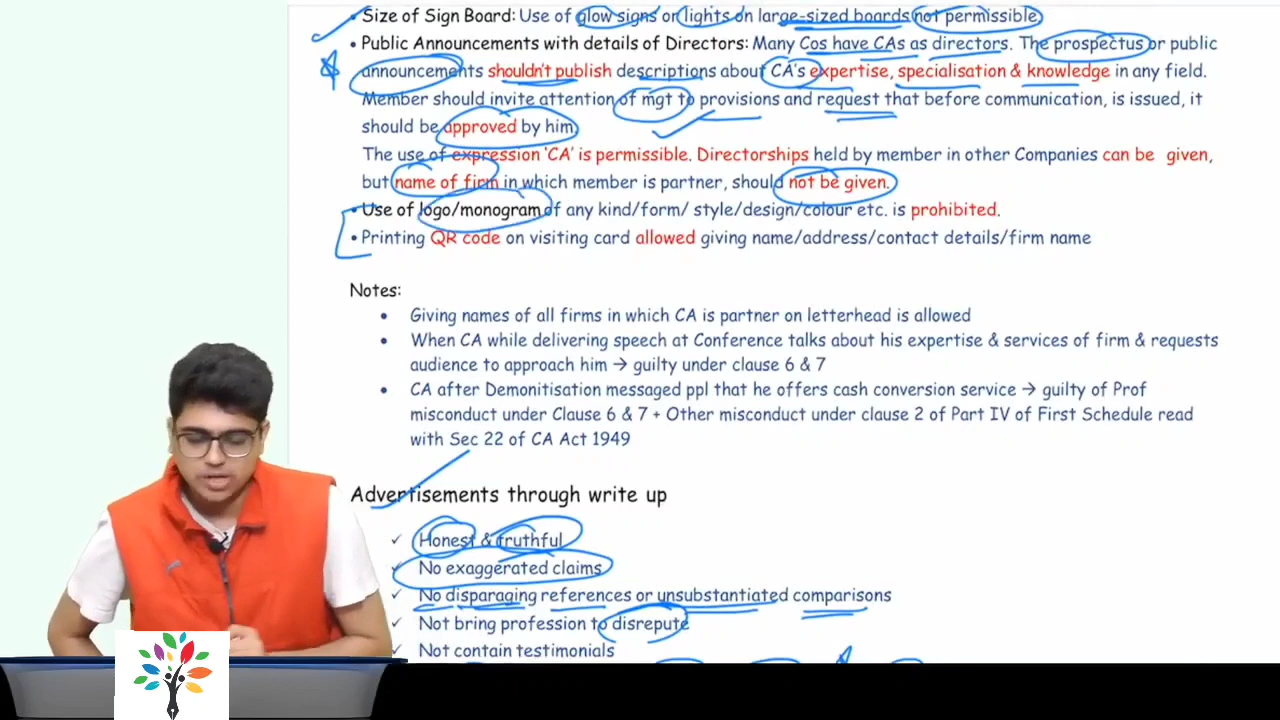 • Size of Sign Board: Use of glow signs or lights on large-sized boards not permissible
• Public Announcements with details of Directors: Many Cos have CAs as directors. The prospectus or public
announcements shouldn't publish descriptions about CA's expertise, specialisation & knowledge in any field.
Member should invite attention of mgt to provisions and request that before communication, is issued, it
should be approved by him.
The use of expression 'CA' is permissible. Directorships held by member in other Companies can be given,
but name of firm in which member is partner, should not be given.
• Use of logo/monogram of any kind/form/ style/design/colour etc. is prohibited.
• Printing QR code on visiting card allowed giving name/address/contact details/firm name
Notes:
• Giving names of all firms in which CA is partner on letterhead is allowed
• When CA while delivering speech at Conference talks about his expertise & services of firm & requests
audience to approach him → guilty under clause 6 & 7
• CA after Demonitisation messaged ppl that he offers cash conversion service → guilty of Prof
misconduct under Clause 6 & 7 + Other misconduct under clause 2 of Part IV of First Schedule read
with Sec 22 of CA Act 1949
Advertisements through write up
✓ Honest & truthful
✓ No exaggerated claims
✓ No disparaging references or unsubstantiated comparisons
✓ Not bring profession to disrepute
✓ Not contain testimonials